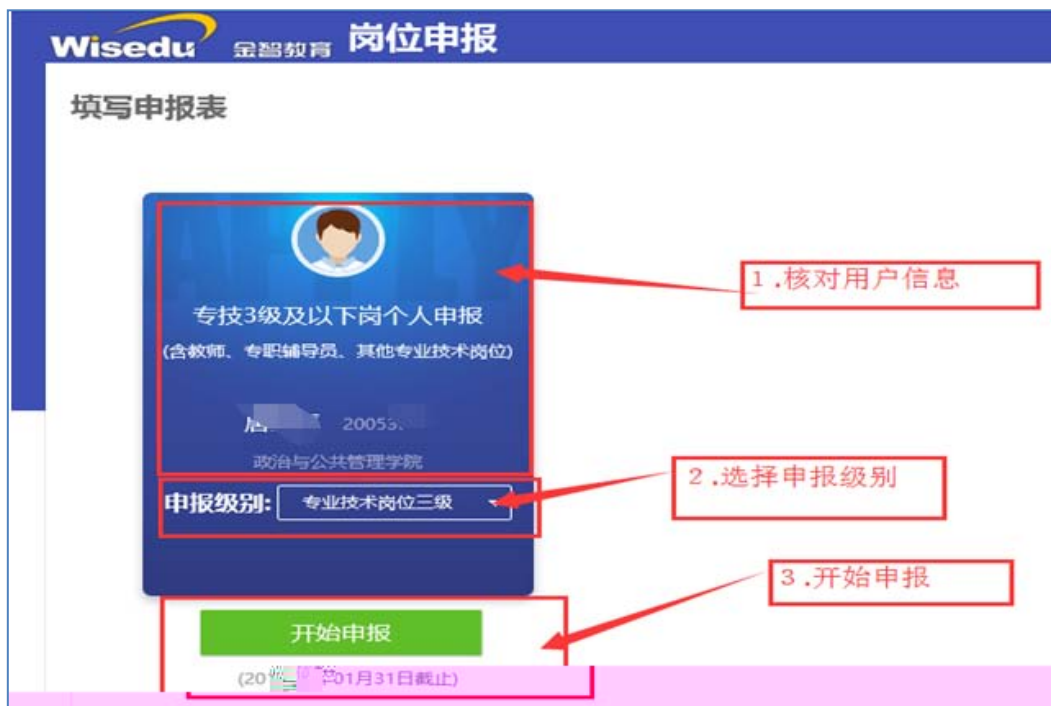 Wisedu 金智教育 岗位申报
填写申报表
1.核对用户信息
专技3级及以下岗个人申报
(含教师、专职辅导员、其他专业技术岗位)
20053
政治与公共管理学院
2.选择申报级别
申报级别: 专业技术岗位三级
3.开始申报
开始申报
(201 01月31日截止)